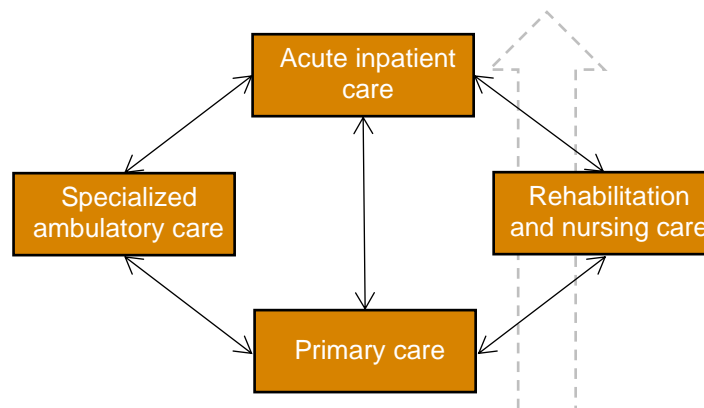 Acute inpatient
care
Specialized
ambulatory care
Rehabilitation
and nursing care
Primary care